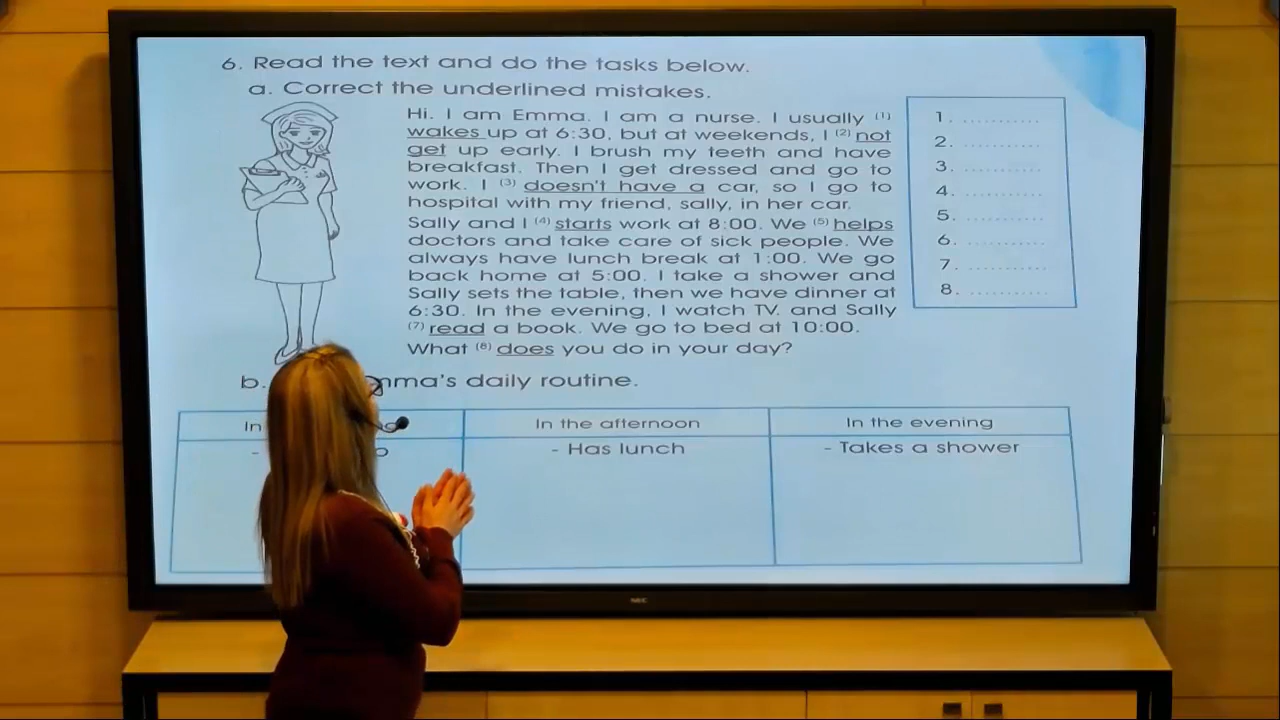 6. Read the text and do the tasks below.
a. Correct the underlined mistakes.
Hi. I am Emma. I am a nurse. I usually (1)
wakes up at 6:30, but at weekends, I (2) not
get up early. I brush my teeth and have
breakfast. Then I get dressed and go to
work. I (3) doesn't have a car, so I go to
hospital with my friend, sally, in her car.
Sally and I (4) starts work at 8:00. We (5) helps
doctors and take care of sick people. We
always have lunch break at 1:00. We go
back home at 5:00. I take a shower and
Sally sets the table, then we have dinner at
6:30. In the evening, I watch TV. and Sally
(7) read a book. We go to bed at 10:00.
What (8) does you do in your day?
1. ............
2. ............
3. ............
4. ............
5. ............
6. ............
7. ............
8. ............
b. mma's daily routine.
In
In the afternoon
In the evening
-
- Has lunch
- Takes a shower
NEC